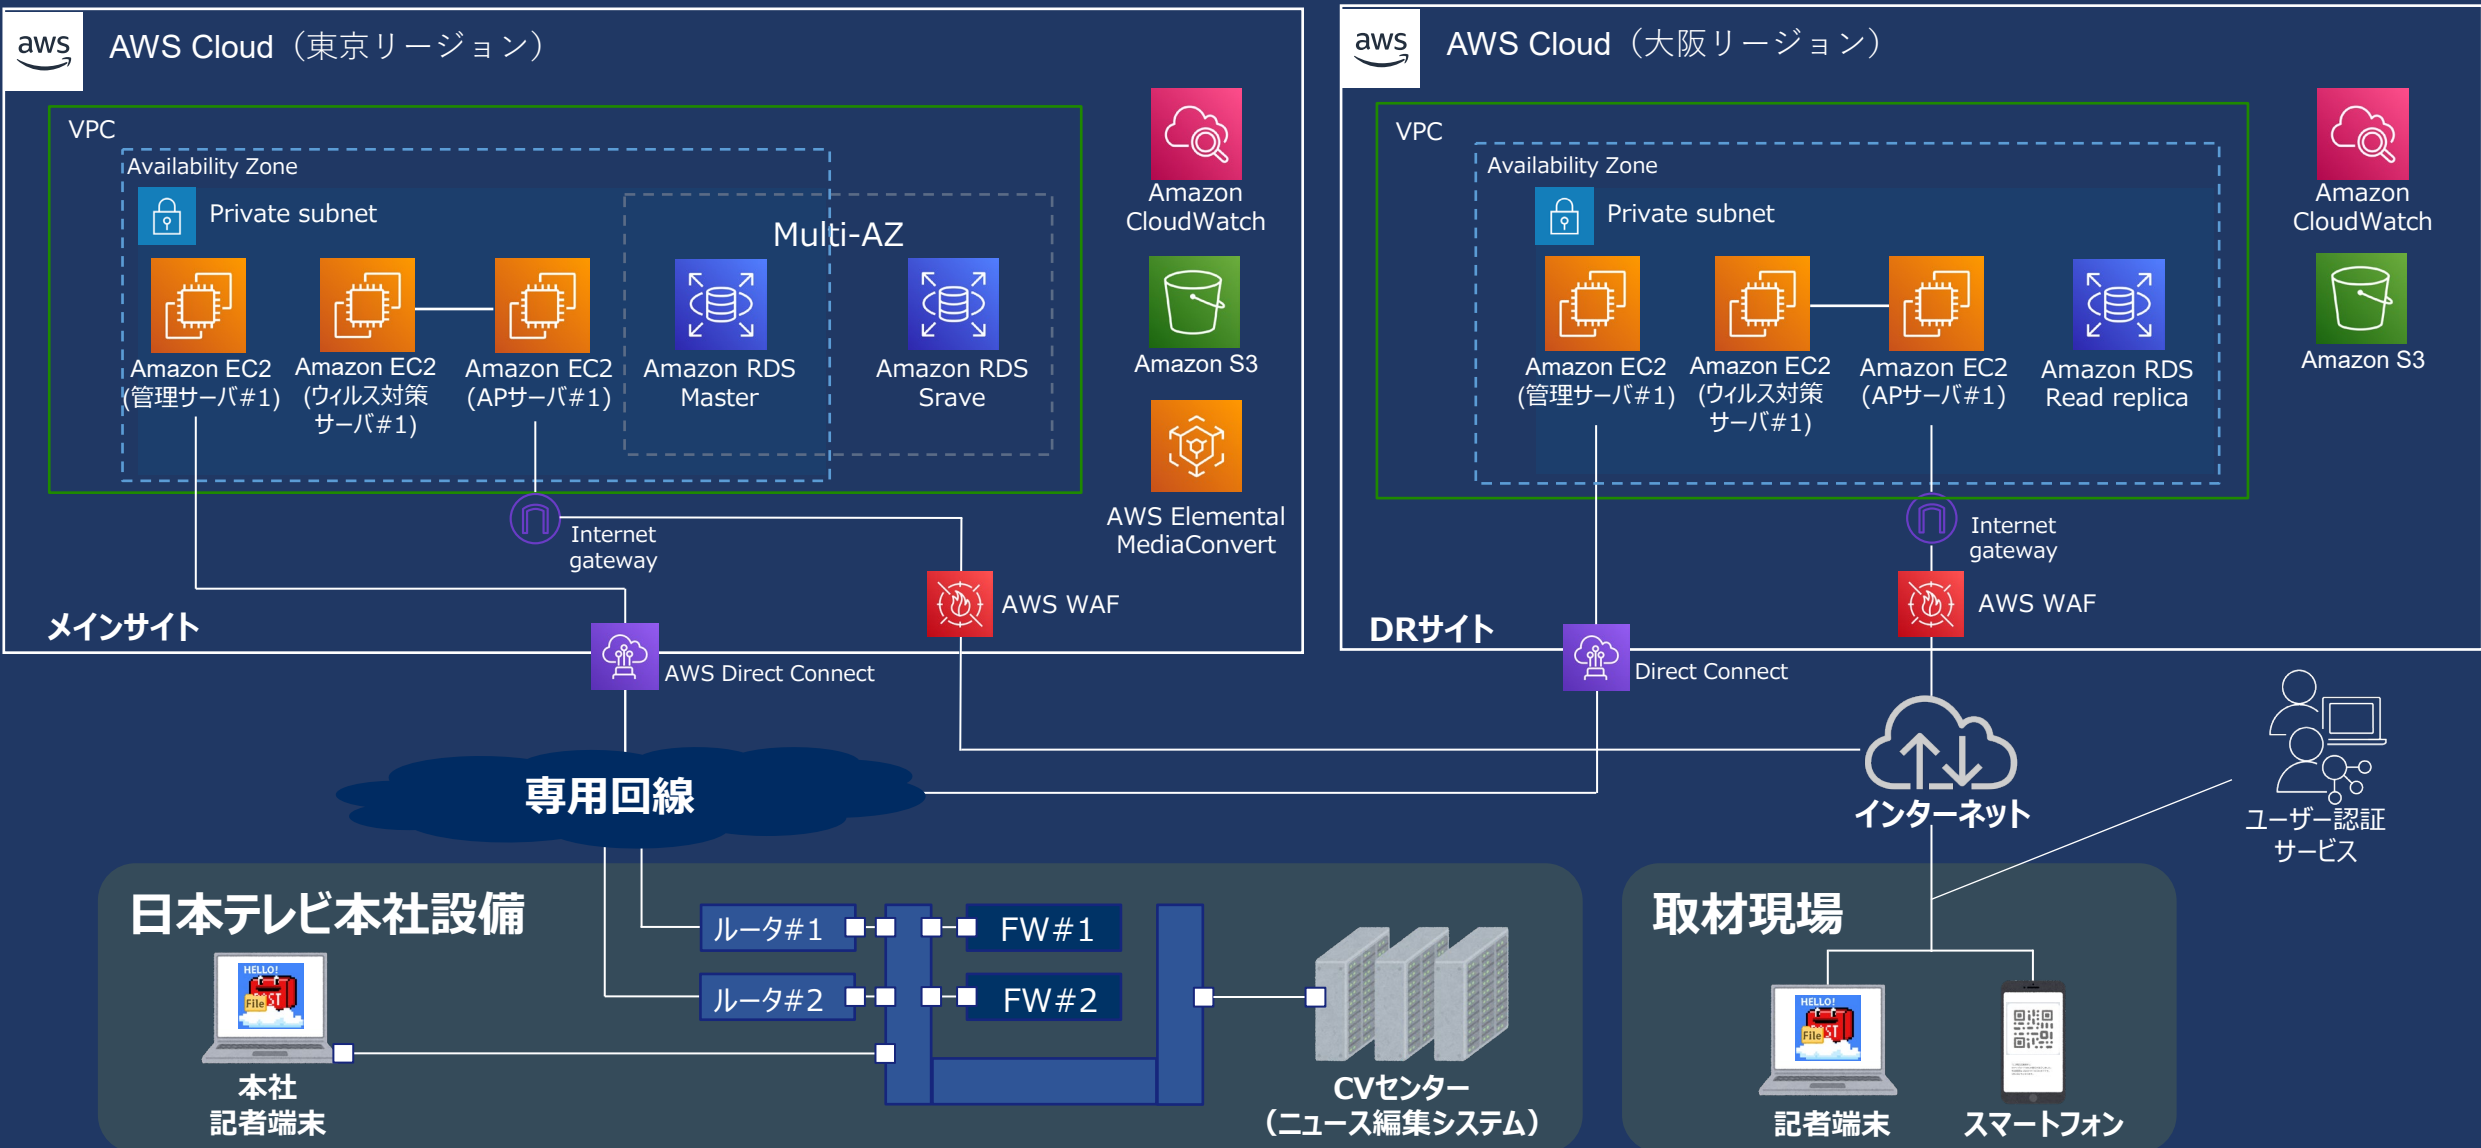 aws
AWS Cloud（東京リージョン）
VPC
Availability Zone
Private subnet
Multi-AZ
Amazon EC2
(管理サーバ#1)
Amazon EC2
(ウィルス対策
サーバ#1)
Amazon EC2
(APサーバ#1)
Amazon RDS
Master
Amazon RDS
Srave
Amazon
CloudWatch
Amazon S3
AWS Elemental
MediaConvert
Internet
gateway
AWS WAF
メインサイト
AWS Direct Connect
aws
AWS Cloud（大阪リージョン）
VPC
Availability Zone
Private subnet
Amazon EC2
(管理サーバ#1)
Amazon EC2
(ウィルス対策
サーバ#1)
Amazon EC2
(APサーバ#1)
Amazon RDS
Read replica
Amazon
CloudWatch
Amazon S3
Internet
gateway
AWS WAF
DRサイト
Direct Connect
専用回線
インターネット
ユーザー認証
サービス
日本テレビ本社設備
ルータ#1
FW#1
ルータ#2
FW#2
HELLO!
File
本社
記者端末
CVセンター
（ニュース編集システム）
取材現場
HELLO!
File
記者端末
スマートフォン